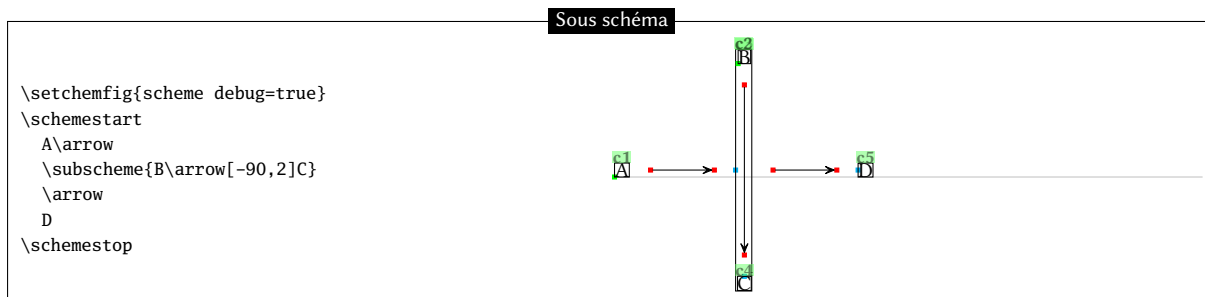 Sous schéma
\setchemfig{scheme debug=true}
\schemestart
  A\arrow
  \subscheme{B\arrow[-90,2]C}
  \arrow
  D
\schemestop
c2
B
c1
A
c5
D
c4
C